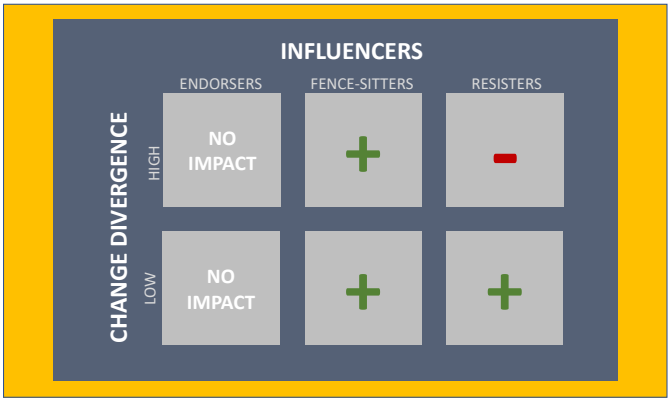 INFLUENCERS
ENDORSERS FENCE-SITTERS RESISTERS
CHANGE DIVERGENCE
HIGH
NO
IMPACT
+
-
LOW
NO
IMPACT
+
+